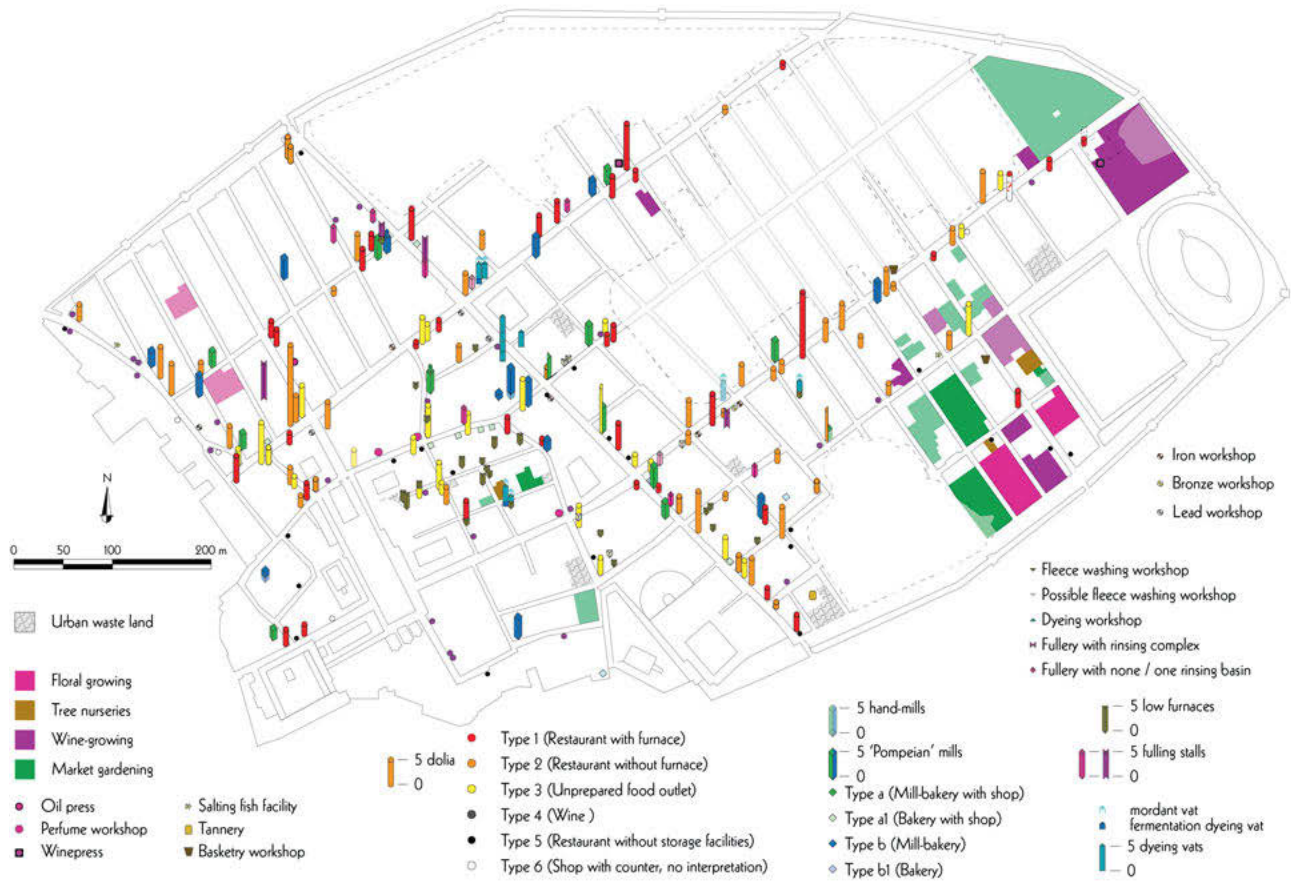 N
0 50 100 200 m
Urban waste land
Floral growing
Tree nurseries
Wine-growing
Market gardening
Oil press
Perfume workshop
Winepress
Salting fish facility
Tannery
Basketry workshop
5 dolia
0
Type 1 (Restaurant with furnace)
Type 2 (Restaurant without furnace)
Type 3 (Unprepared food outlet)
Type 4 (Wine )
Type 5 (Restaurant without storage facilities)
Type 6 (Shop with counter, no interpretation)
5 hand-mills
0
5 'Pompeian' mills
0
Type a (Mill-bakery with shop)
Type a1 (Bakery with shop)
Type b (Mill-bakery)
Type b1 (Bakery)
Iron workshop
Bronze workshop
Lead workshop
Fleece washing workshop
Possible fleece washing workshop
Dyeing workshop
Fullery with rinsing complex
Fullery with none / one rinsing basin
5 low furnaces
0
5 fulling stalls
0
mordant vat
fermentation dyeing vat
5 dyeing vats
0